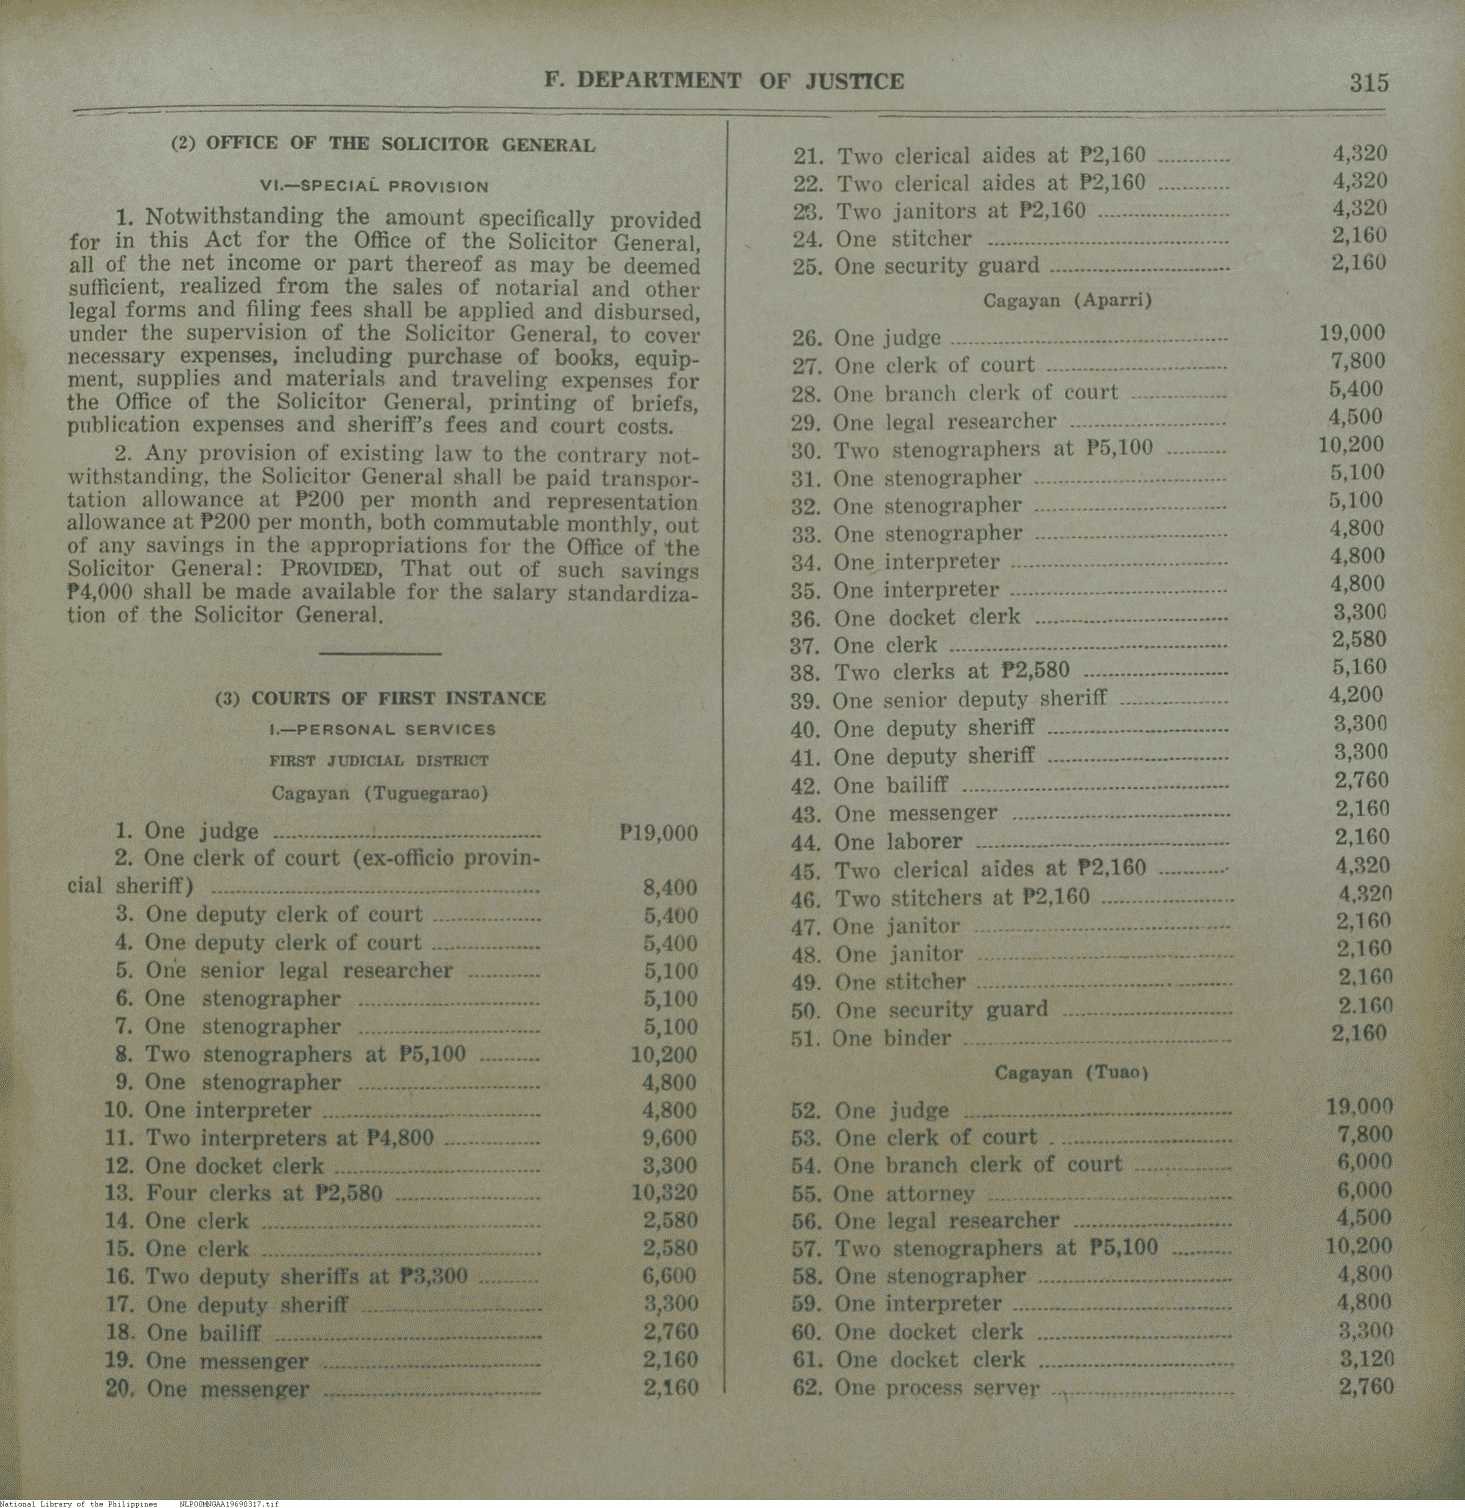 F. DEPARTMENT OF JUSTICE
315
(2) OFFICE OF THE SOLICITOR GENERAL
VI.—SPECIAL PROVISION
1. Notwithstanding the amount specifically provided
for in this Act for the Office of the Solicitor General,
all of the net income or part thereof as may be deemed
sufficient, realized from the sales of notarial and other
legal forms and filing fees shall be applied and disbursed,
under the supervision of the Solicitor General, to cover
necessary expenses, including purchase of books, equip-
ment, supplies and materials and traveling expenses for
the Office of the Solicitor General, printing of briefs,
publication expenses and sheriff's fees and court costs.
2. Any provision of existing law to the contrary not-
withstanding, the Solicitor General shall be paid transpor-
tation allowance at ₱200 per month and representation
allowance at ₱200 per month, both commutable monthly, out
of any savings in the appropriations for the Office of the
Solicitor General: PROVIDED, That out of such savings
₱4,000 shall be made available for the salary standardiza-
tion of the Solicitor General.
(3) COURTS OF FIRST INSTANCE
I.—PERSONAL SERVICES
FIRST JUDICIAL DISTRICT
Cagayan (Tuguegarao)
1. One judge ₱19,000
2. One clerk of court (ex-officio provin-
cial sheriff) 8,400
3. One deputy clerk of court 5,400
4. One deputy clerk of court 5,400
5. One senior legal researcher 5,100
6. One stenographer 5,100
7. One stenographer 5,100
8. Two stenographers at ₱5,100 10,200
9. One stenographer 4,800
10. One interpreter 4,800
11. Two interpreters at ₱4,800 9,600
12. One docket clerk 3,300
13. Four clerks at ₱2,580 10,320
14. One clerk 2,580
15. One clerk 2,580
16. Two deputy sheriffs at ₱3,300 6,600
17. One deputy sheriff 3,300
18. One bailiff 2,760
19. One messenger 2,160
20. One messenger 2,160
21. Two clerical aides at ₱2,160 4,320
22. Two clerical aides at ₱2,160 4,320
23. Two janitors at ₱2,160 4,320
24. One stitcher 2,160
25. One security guard 2,160
Cagayan (Aparri)
26. One judge 19,000
27. One clerk of court 7,800
28. One branch clerk of court 5,400
29. One legal researcher 4,500
30. Two stenographers at ₱5,100 10,200
31. One stenographer 5,100
32. One stenographer 5,100
33. One stenographer 4,800
34. One interpreter 4,800
35. One interpreter 4,800
36. One docket clerk 3,300
37. One clerk 2,580
38. Two clerks at ₱2,580 5,160
39. One senior deputy sheriff 4,200
40. One deputy sheriff 3,300
41. One deputy sheriff 3,300
42. One bailiff 2,760
43. One messenger 2,160
44. One laborer 2,160
45. Two clerical aides at ₱2,160 4,320
46. Two stitchers at ₱2,160 4,320
47. One janitor 2,160
48. One janitor 2,160
49. One stitcher 2,160
50. One security guard 2.160
51. One binder 2,160
Cagayan (Tuao)
52. One judge 19,000
53. One clerk of court 7,800
54. One branch clerk of court 6,000
55. One attorney 6,000
56. One legal researcher 4,500
57. Two stenographers at ₱5,100 10,200
58. One stenographer 4,800
59. One interpreter 4,800
60. One docket clerk 3,300
61. One docket clerk 3,120
62. One process server 2,760
National Library of the Philippines NLPOOMNGAA19690317.tif